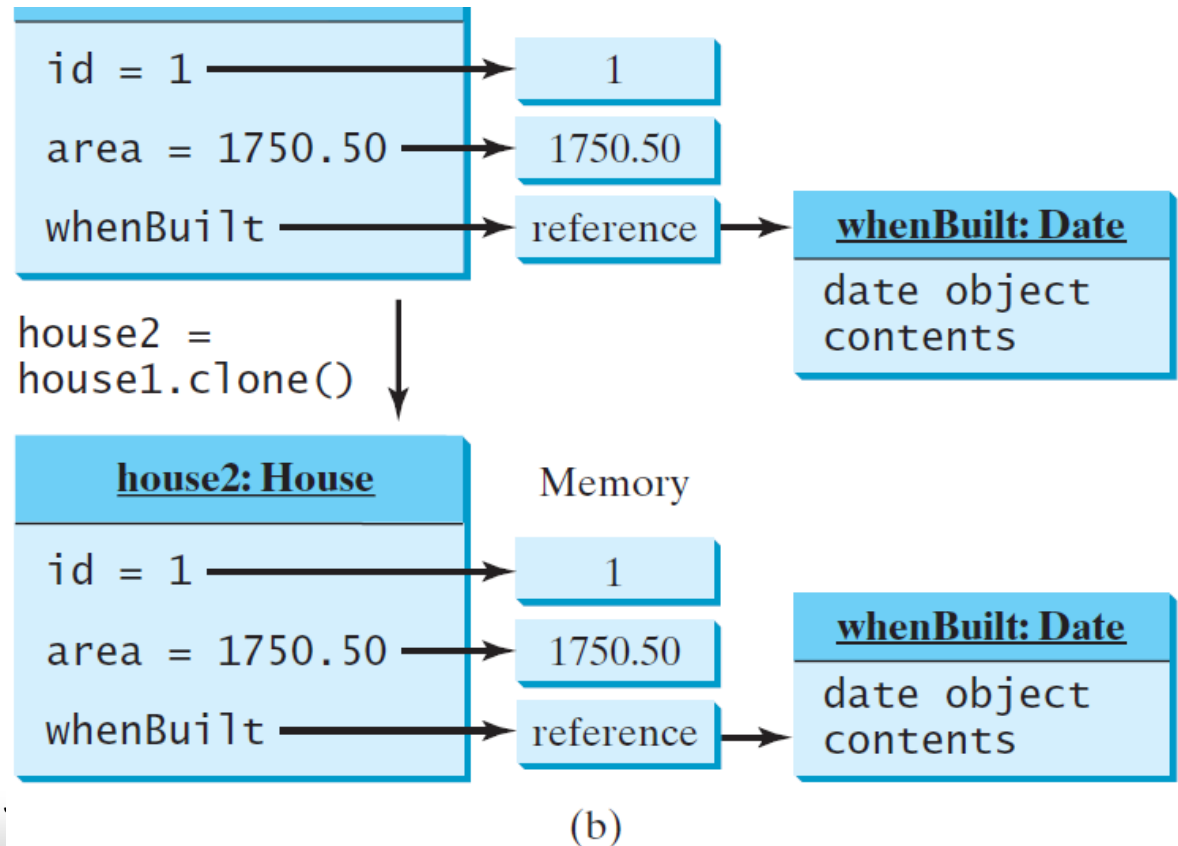 id = 1
1
area = 1750.50
1750.50
whenBuilt
reference
whenBuilt: Date
date object
contents
house2 =
house1.clone()
house2: House
Memory
id = 1
1
area = 1750.50
1750.50
whenBuilt
reference
whenBuilt: Date
date object
contents
(b)